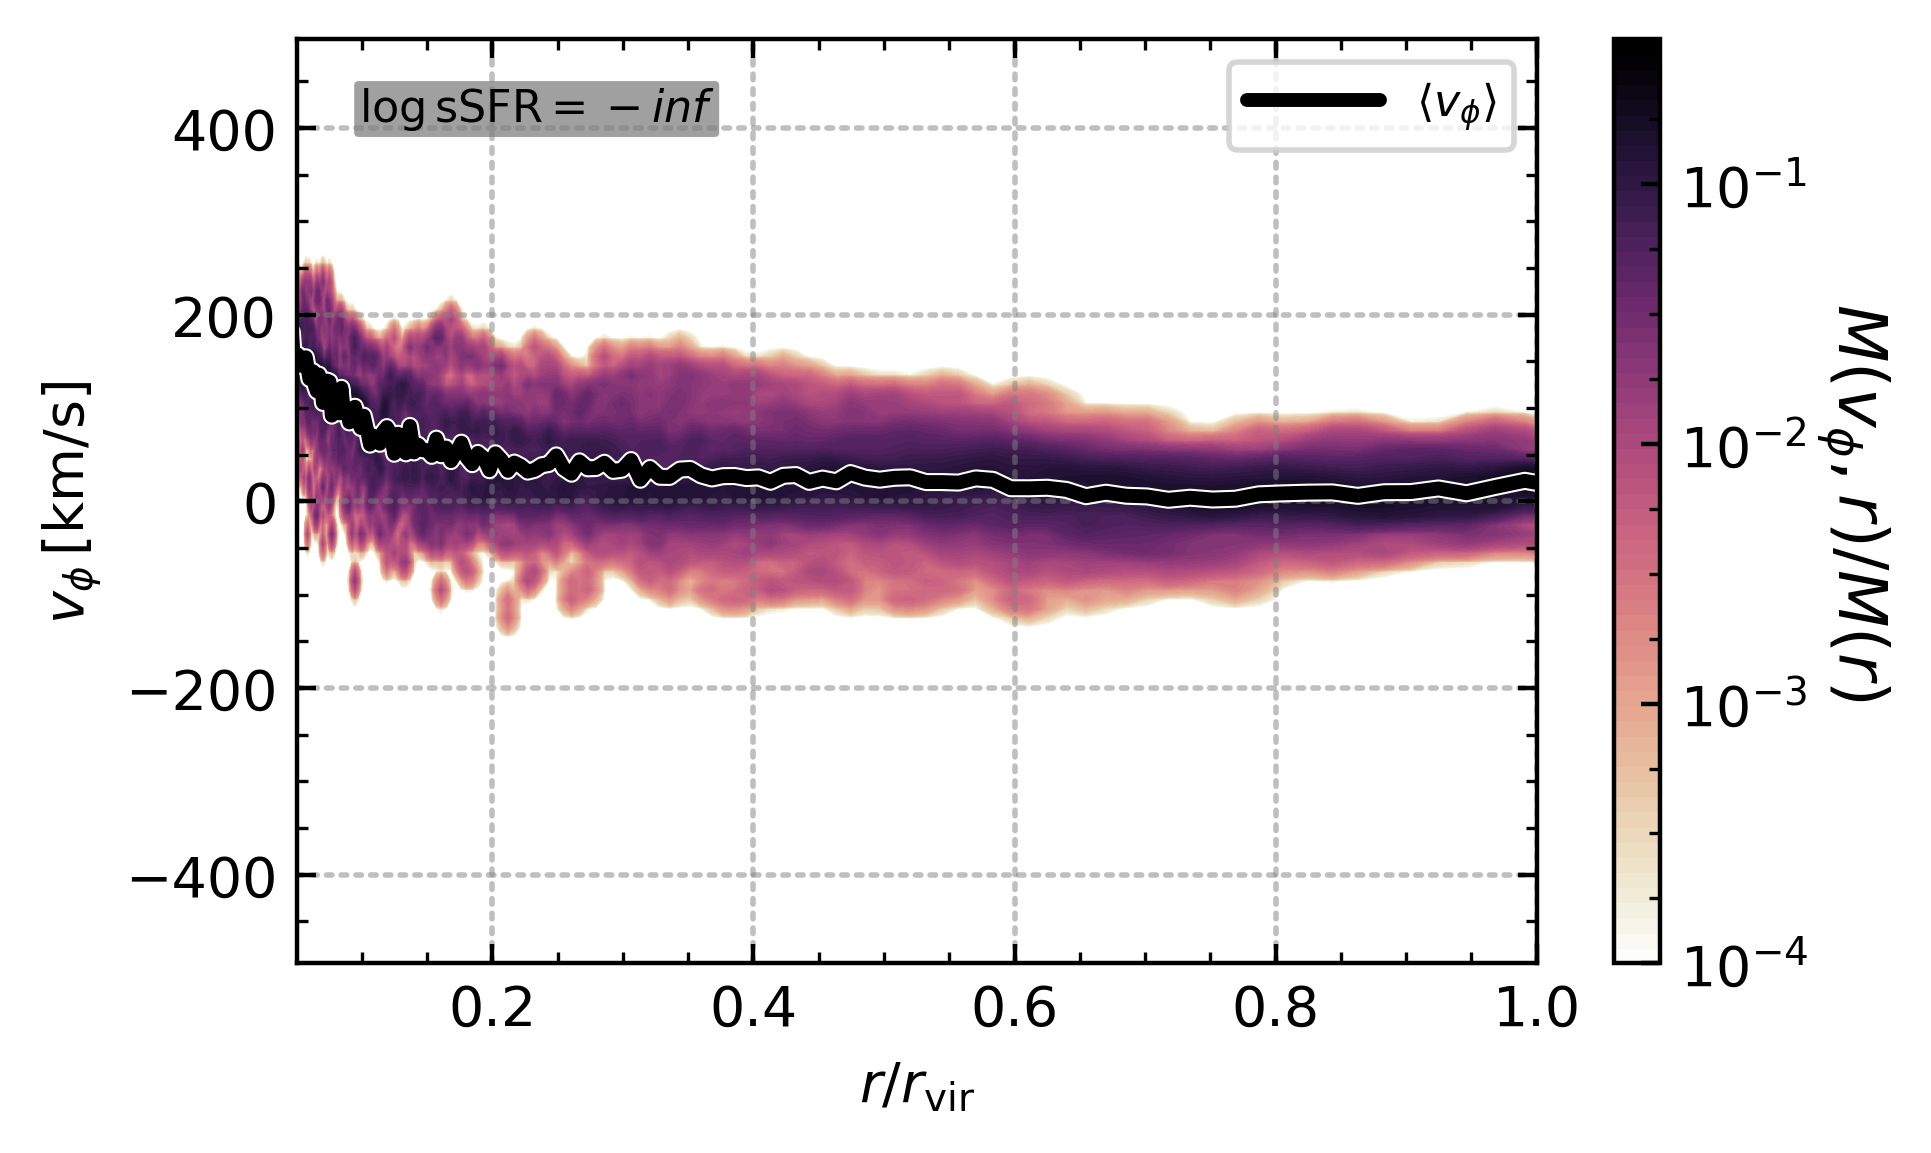 log sSFR = −inf
⟨v_ϕ⟩
400
200
0
−200
−400
v_ϕ [km/s]
0.2 0.4 0.6 0.8 1.0
r/r_vir
10⁻¹
10⁻²
10⁻³
10⁻⁴
M(v_ϕ, r)/M(r)